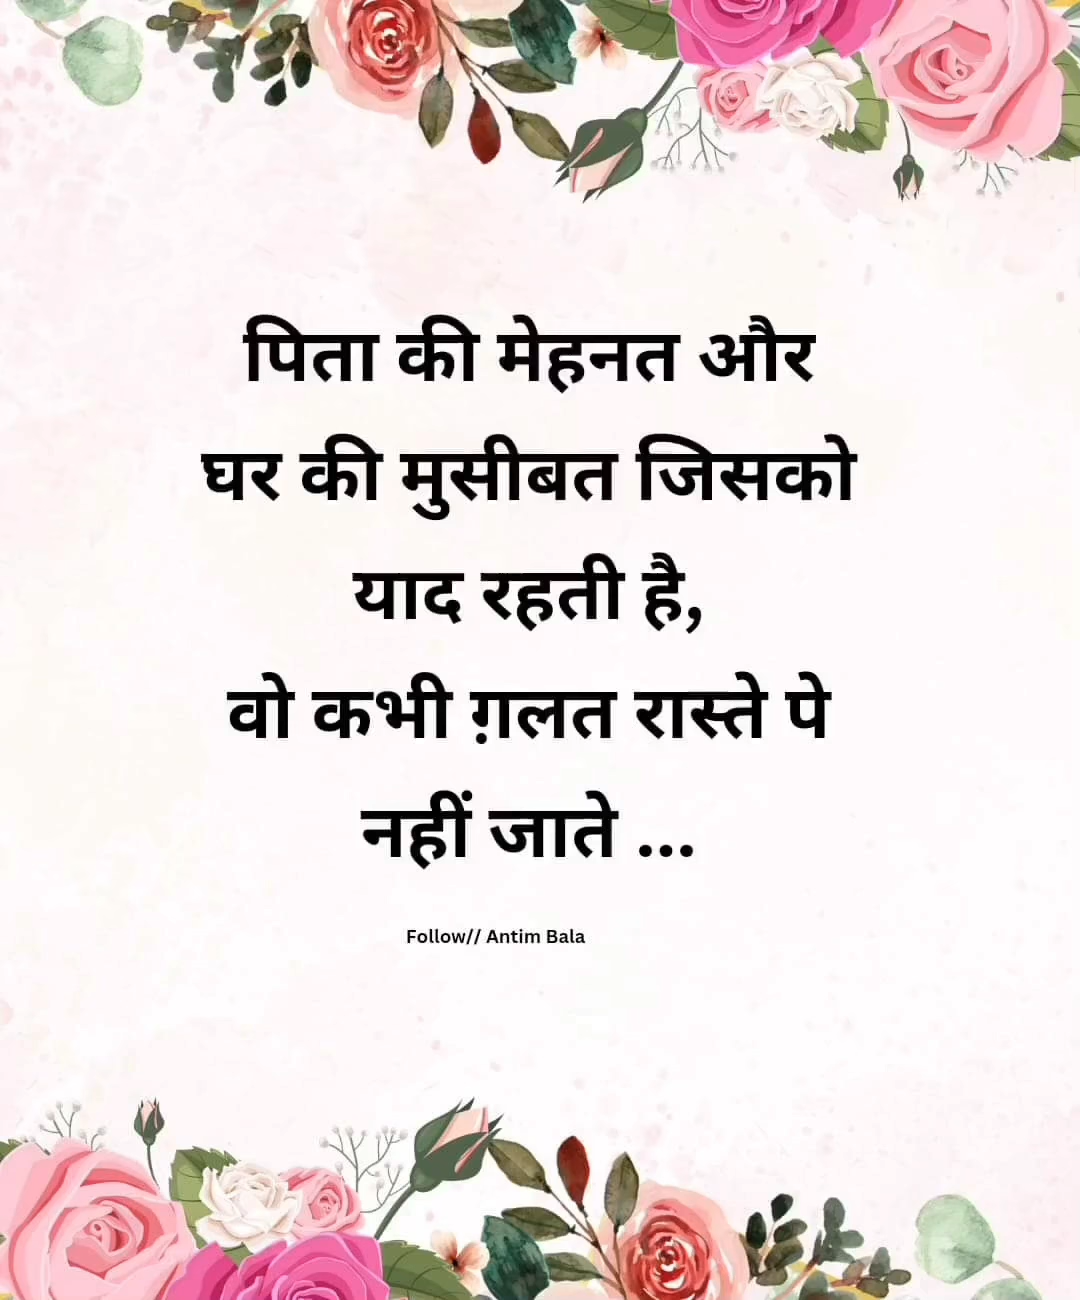 पिता की मेहनत और
घर की मुसीबत जिसको
याद रहती है,
वो कभी ग़लत रास्ते पे
नहीं जाते ...
Follow// Antim Bala